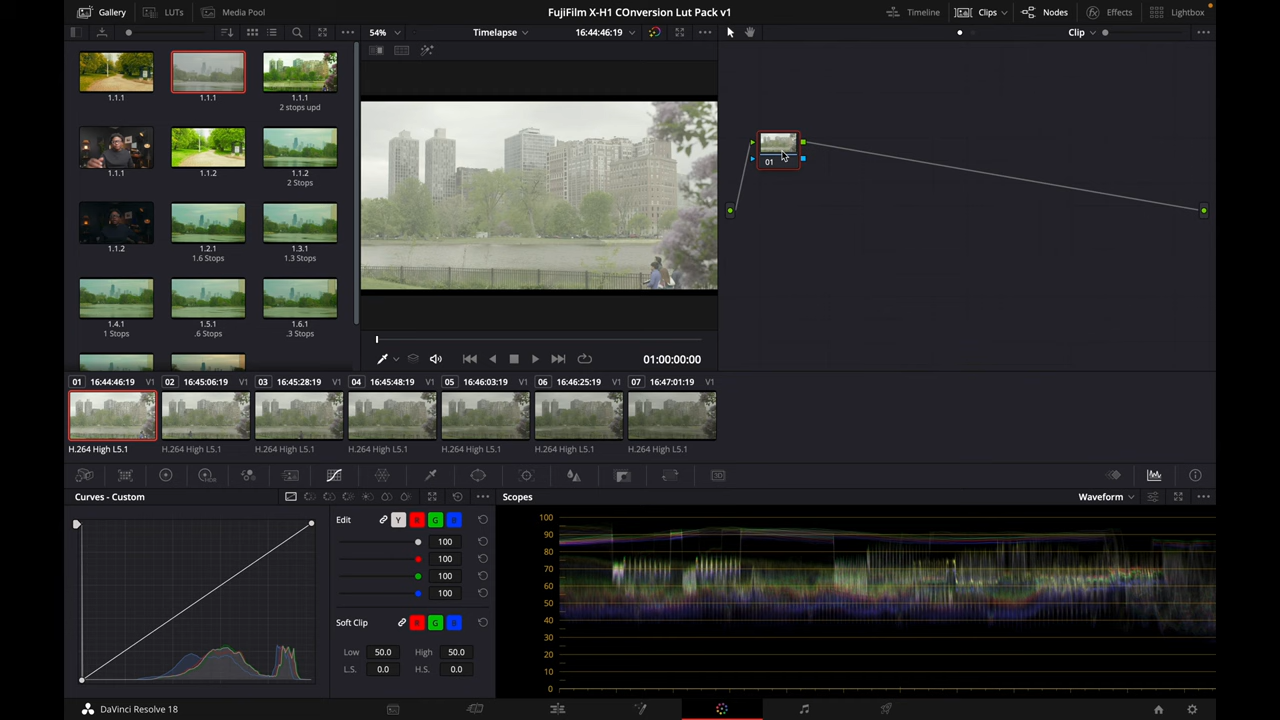 Gallery LUTs Media Pool FujiFilm X-H1 COnversion Lut Pack v1 Timeline Clips Nodes Effects Lightbox
54% Timelapse 16:44:46:19 Clip
1.1.1 1.1.1 1.1.1
2 stops upd
1.1.1 1.1.2 1.1.2
2 Stops
1.1.2 1.2.1 1.3.1
1.6 Stops 1.3 Stops
1.4.1 1.5.1 1.6.1
1 Stops .6 Stops .3 Stops
01
01:00:00:00
01 16:44:46:19 V1 02 16:45:06:19 V1 03 16:45:28:19 V1 04 16:45:48:19 V1 05 16:46:03:19 V1 06 16:46:25:19 V1 07 16:47:01:19 V1
H.264 High L5.1 H.264 High L5.1 H.264 High L5.1 H.264 High L5.1 H.264 High L5.1 H.264 High L5.1 H.264 High L5.1
Curves - Custom Scopes Waveform
Edit Y R G B
100
100
100
100
Soft Clip R G B
Low 50.0 High 50.0
L.S. 0.0 H.S. 0.0
100
90
80
70
60
50
40
30
20
10
0
DaVinci Resolve 18